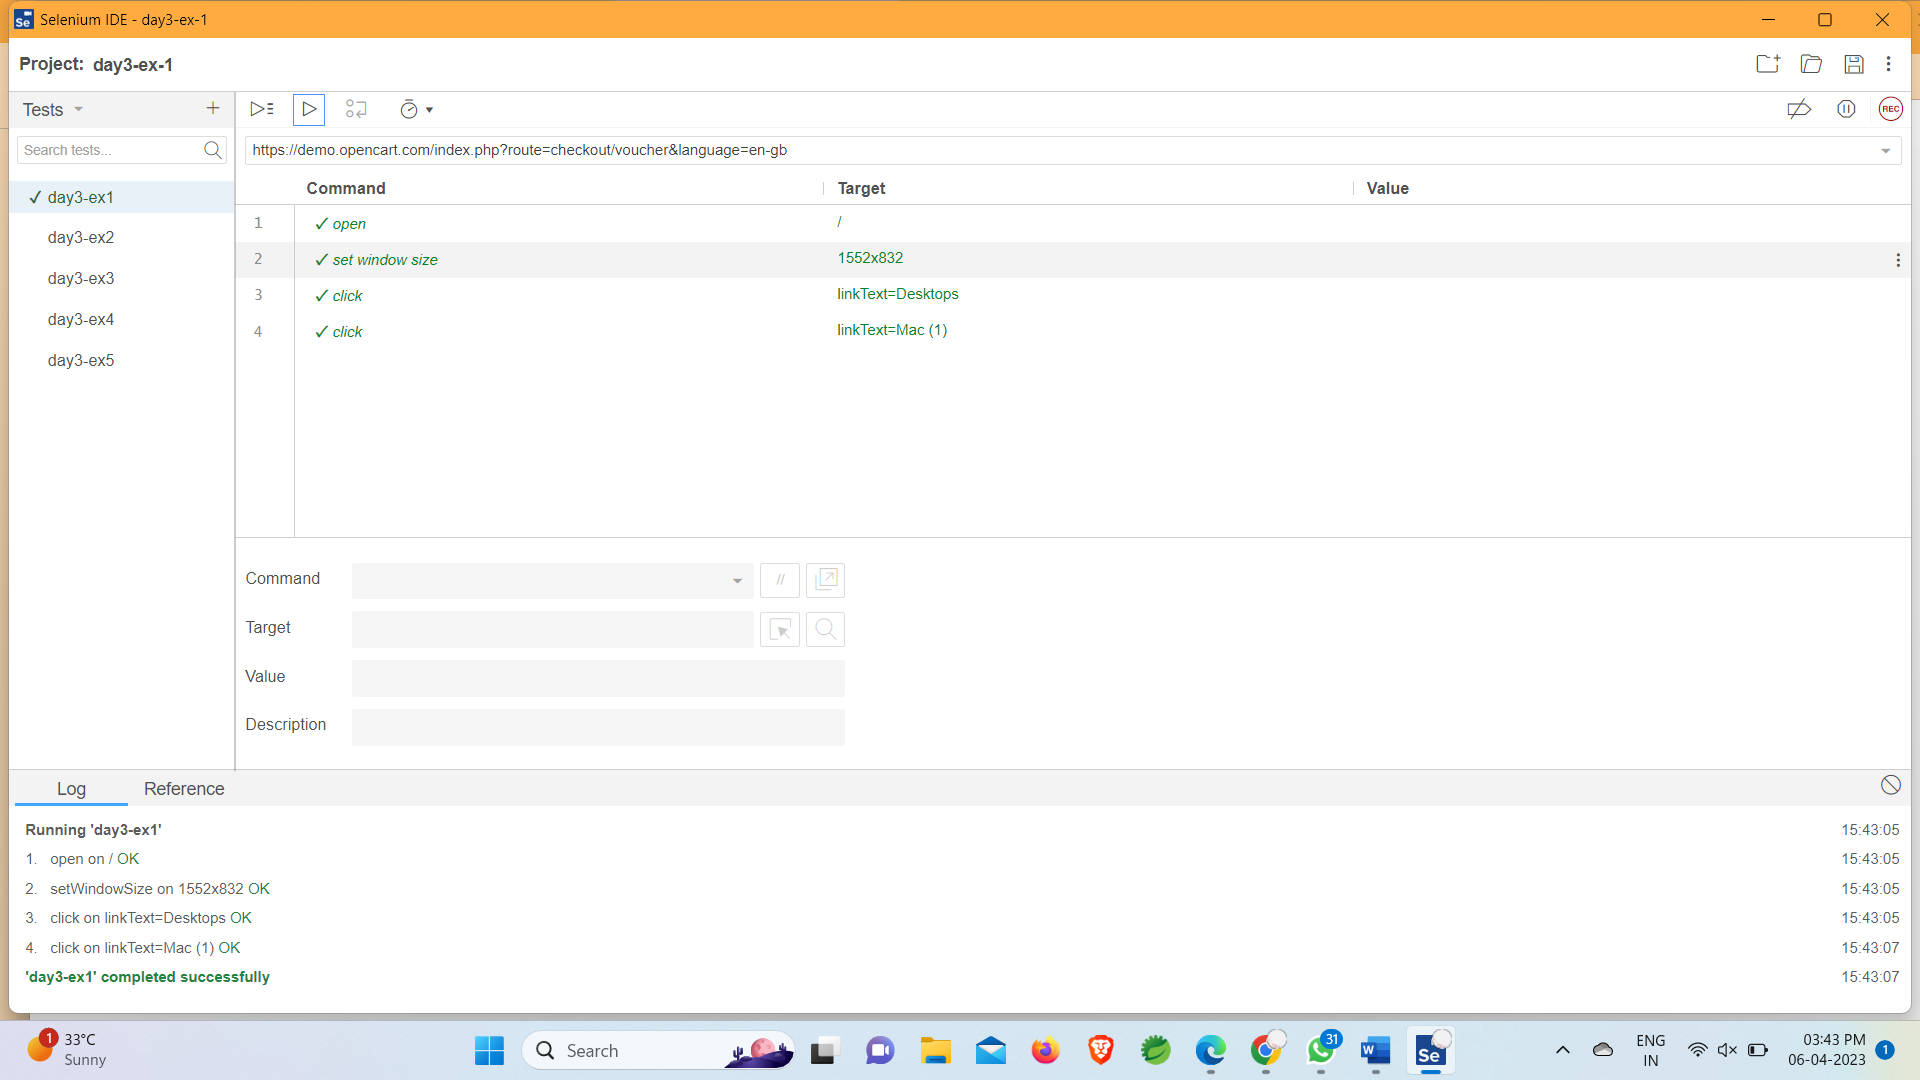 Se Selenium IDE - day3-ex-1
Project: day3-ex-1
Tests
REC
Search tests...
https://demo.opencart.com/index.php?route=checkout/voucher&language=en-gb
Command Target Value
day3-ex1
day3-ex2
day3-ex3
day3-ex4
day3-ex5
1 ✓ open /
2 ✓ set window size 1552x832
3 ✓ click linkText=Desktops
4 ✓ click linkText=Mac (1)
Command //
Target
Value
Description
Log Reference
Running 'day3-ex1' 15:43:05
1. open on / OK 15:43:05
2. setWindowSize on 1552x832 OK 15:43:05
3. click on linkText=Desktops OK 15:43:05
4. click on linkText=Mac (1) OK 15:43:07
'day3-ex1' completed successfully 15:43:07
1 33°C
Sunny
Search
31
W
Se
ENG
IN
03:43 PM
06-04-2023
1